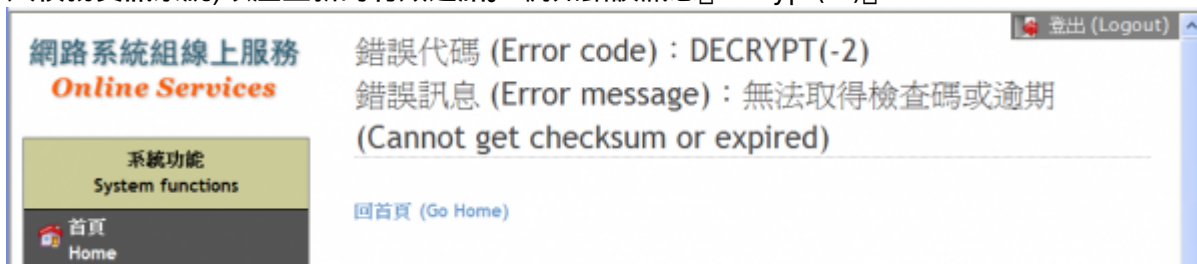 登出 (Logout)
網路系統組線上服務
Online Services
系統功能
System functions
首頁
Home
錯誤代碼 (Error code)：DECRYPT(-2)
錯誤訊息 (Error message)：無法取得檢查碼或逾期
(Cannot get checksum or expired)
回首頁 (Go Home)